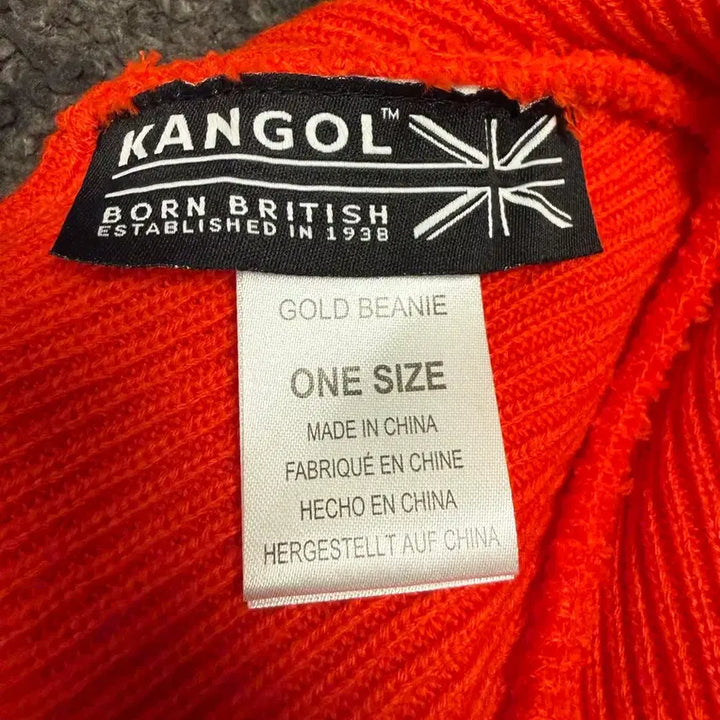 KANGOL™
BORN BRITISH
ESTABLISHED IN 1938
GOLD BEANIE
ONE SIZE
MADE IN CHINA
FABRIQUÉ EN CHINE
HECHO EN CHINA
HERGESTELLT AUF CHINA